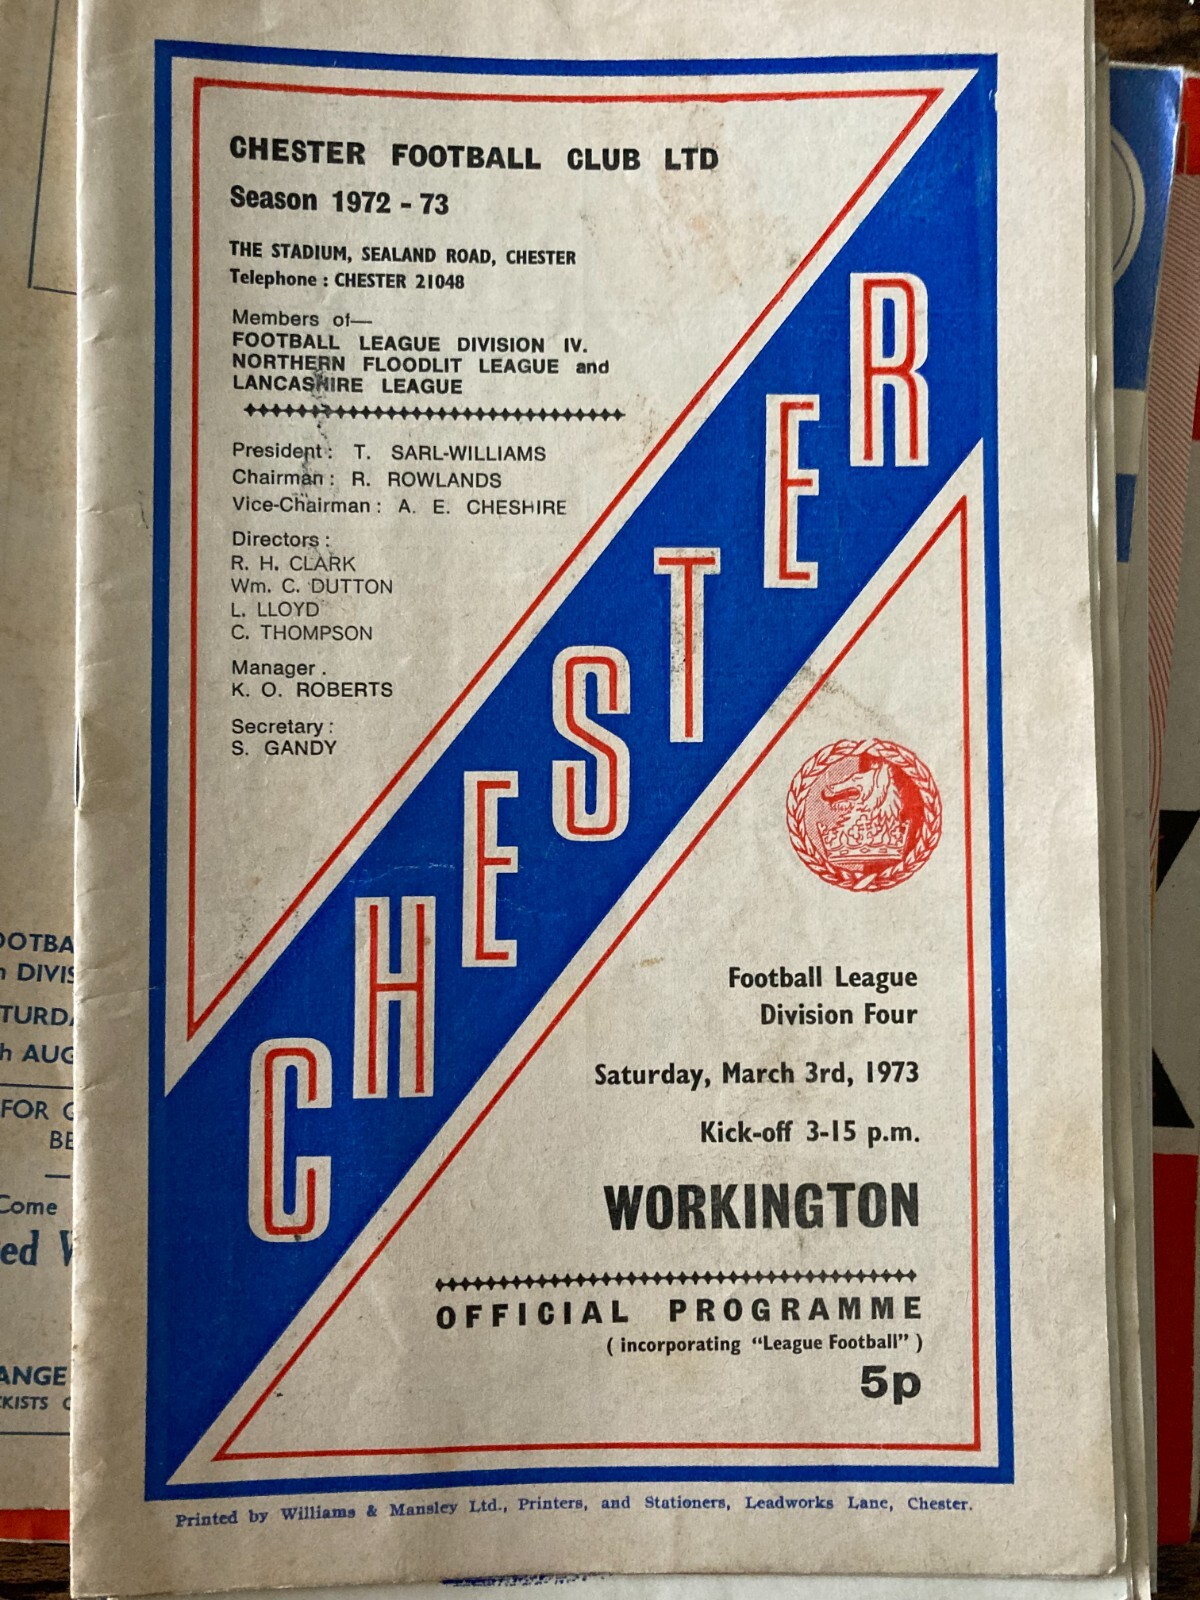 CHESTER FOOTBALL CLUB LTD
Season 1972 - 73
THE STADIUM, SEALAND ROAD, CHESTER
Telephone : CHESTER 21048
Members of—
FOOTBALL LEAGUE DIVISION IV.
NORTHERN FLOODLIT LEAGUE and
LANCASHIRE LEAGUE
President : T. SARL-WILLIAMS
Chairman : R. ROWLANDS
Vice-Chairman : A. E. CHESHIRE
Directors :
R. H. CLARK
Wm. C. DUTTON
L. LLOYD
C. THOMPSON
Manager .
K. O. ROBERTS
Secretary :
S. GANDY
CHESTER
Football League
Division Four
Saturday, March 3rd, 1973
Kick-off 3-15 p.m.
WORKINGTON
OFFICIAL PROGRAMME
( incorporating “League Football” )
5p
Printed by Williams & Mansley Ltd., Printers, and Stationers, Leadworks Lane, Chester.
FOR
Come